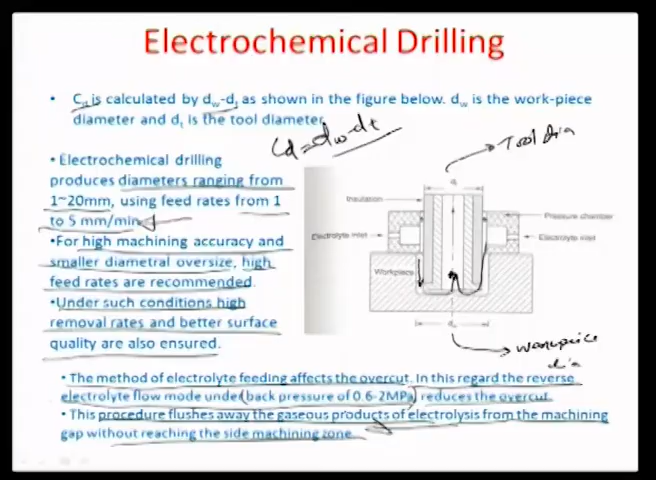 Electrochemical Drilling
• Cd is calculated by dw-dt as shown in the figure below. dw is the work-piece
diameter and dt is the tool diameter
Cd = dw - dt
Tool dia
•Electrochemical drilling
produces diameters ranging from
1~20mm, using feed rates from 1
to 5 mm/min
•For high machining accuracy and
smaller diametral oversize, high
feed rates are recommended.
•Under such conditions high
removal rates and better surface
quality are also ensured.
dt
Insulation
Pressure chamber
Electrolyte inlet
Electrolyte inlet
Workpiece
dw
workpiece
dia
•The method of electrolyte feeding affects the overcut. In this regard the reverse
electrolyte flow mode under (back pressure of 0.6-2MPa) reduces the overcut.
•This procedure flushes away the gaseous products of electrolysis from the machining
gap without reaching the side machining zone.